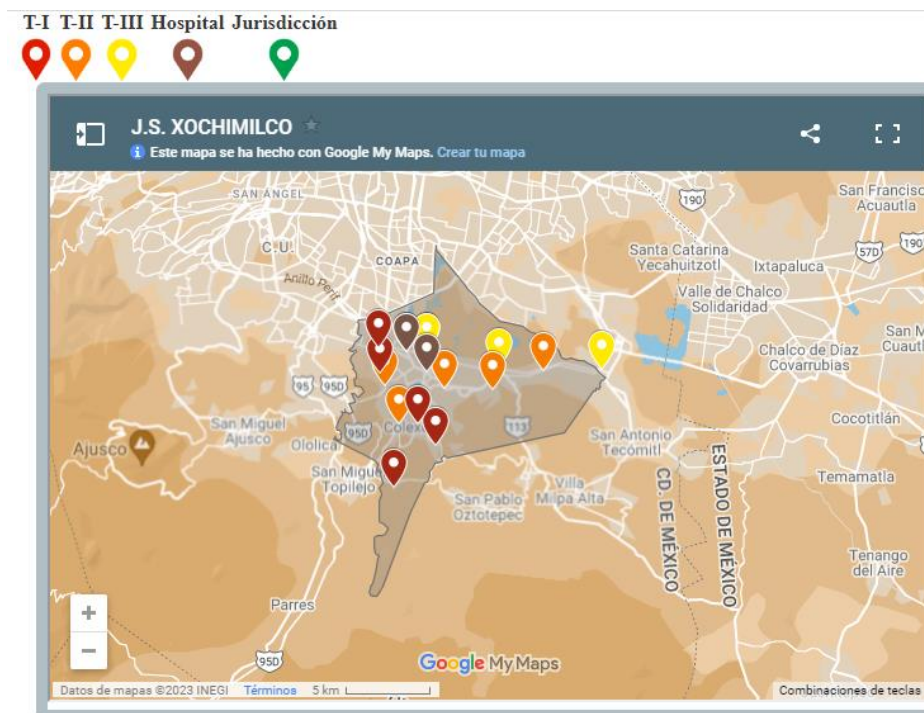 T-I T-II T-III Hospital Jurisdicción
J.S. XOCHIMILCO
Este mapa se ha hecho con Google My Maps. Crear tu mapa
SAN ÁNGEL
190
San Francisco
Acuautla
C.U.
COAPA
Santa Catarina
Yecahuitzotl
57D
190
Ixtapaluca
Anillo Perif
Valle de Chalco
Solidaridad
San M
Cuautl
Chalco de Díaz
Covarrubias
95
95D
San Miguel
Ajusco
95D
Colex
113
Cocotitlán
Ajusco
Ololica
San Antonio
Tecómitl
San Migu
Topilejo
Villa
Milpa Alta
Temamatla
San Pablo
Oztotepec
CD. DE MÉXICO
ESTADO DE MÉXICO
Tenango
del Aire
Parres
+
−
95D
Google My Maps
Datos de mapas ©2023 INEGI Términos 5 km Combinaciones de teclas